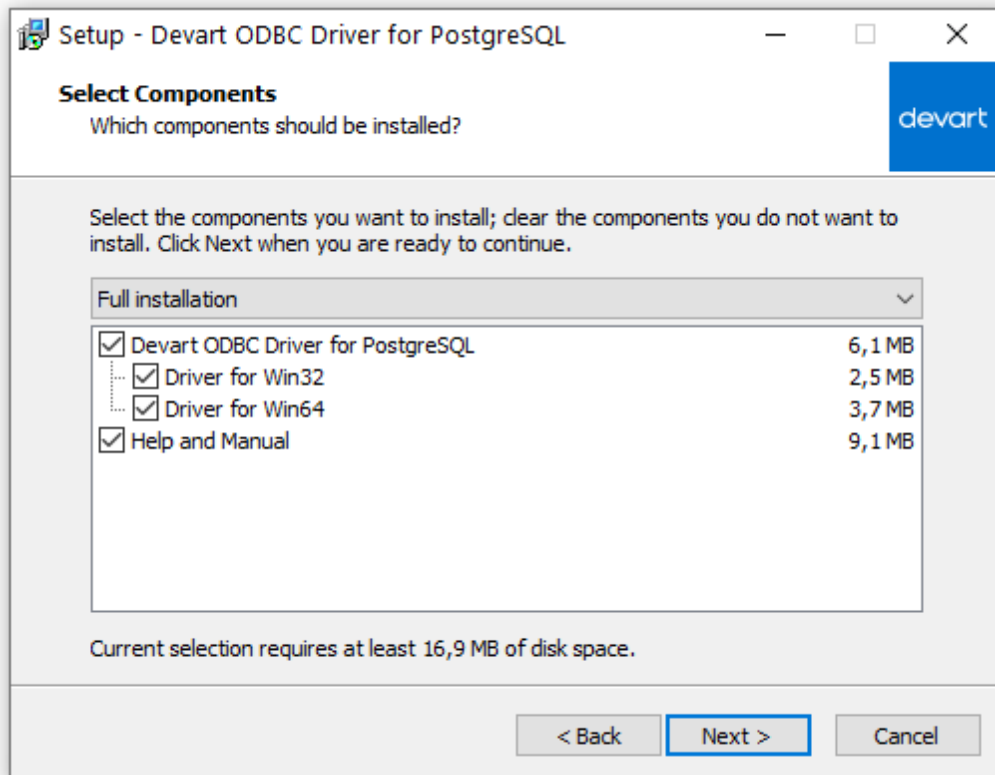 Setup - Devart ODBC Driver for PostgreSQL
Select Components
Which components should be installed?
devart
Select the components you want to install; clear the components you do not want to
install. Click Next when you are ready to continue.
Full installation
Devart ODBC Driver for PostgreSQL 6,1 MB
Driver for Win32 2,5 MB
Driver for Win64 3,7 MB
Help and Manual 9,1 MB
Current selection requires at least 16,9 MB of disk space.
< Back Next > Cancel